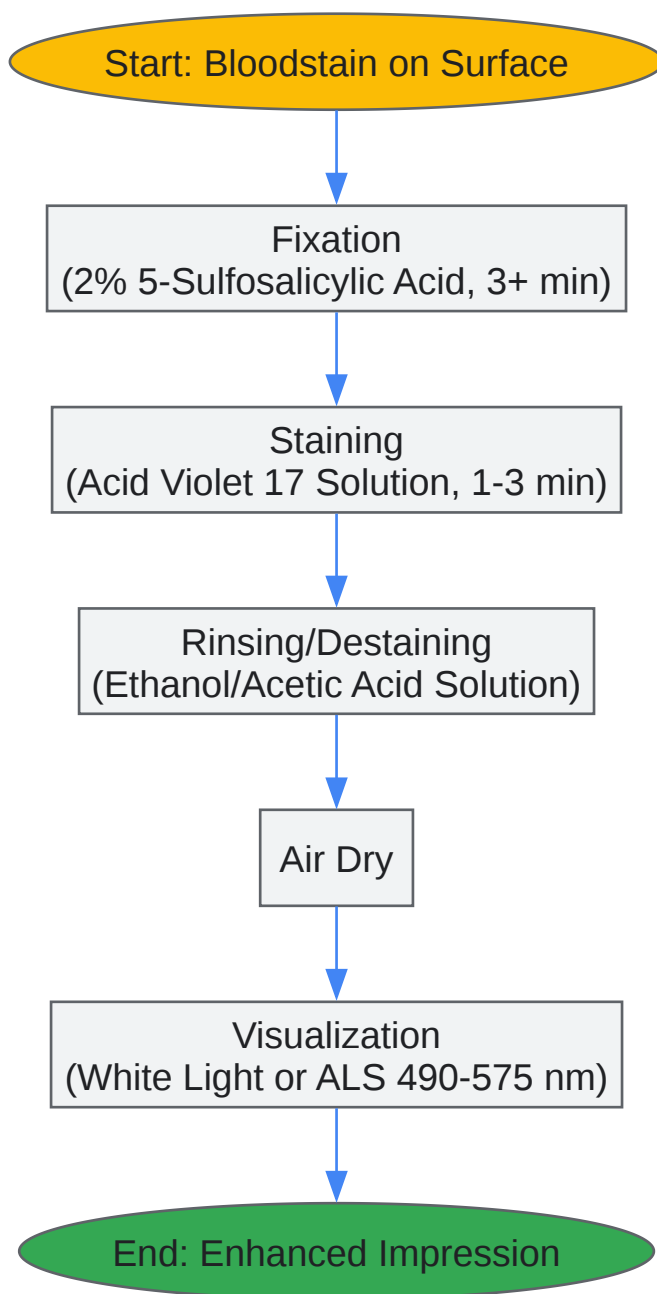 Start: Bloodstain on Surface
Fixation
(2% 5-Sulfosalicylic Acid, 3+ min)
Staining
(Acid Violet 17 Solution, 1-3 min)
Rinsing/Destaining
(Ethanol/Acetic Acid Solution)
Air Dry
Visualization
(White Light or ALS 490-575 nm)
End: Enhanced Impression